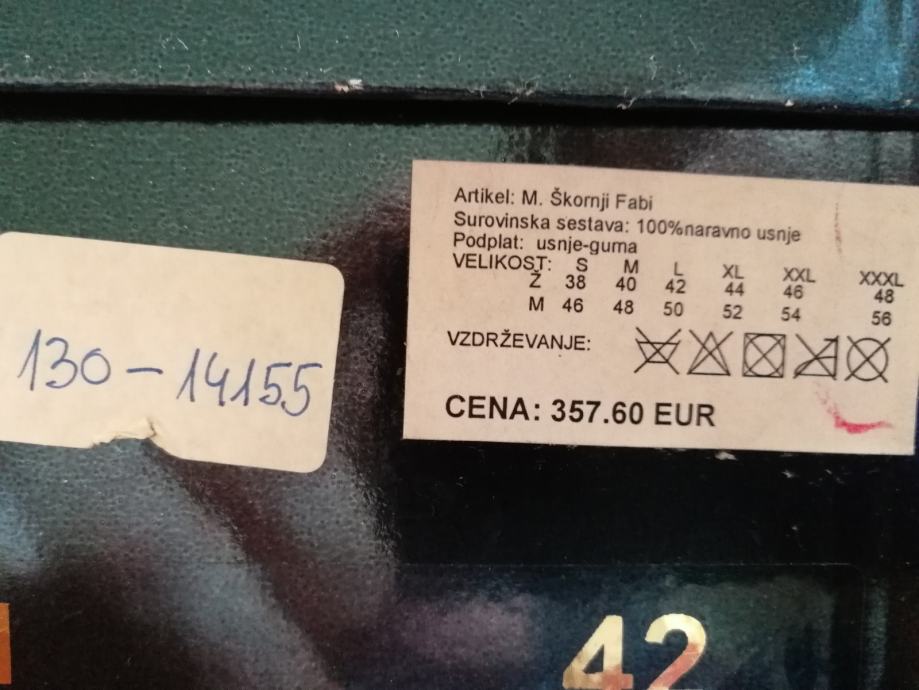 130-14155
Artikel: M. Škornji Fabi
Surovinska sestava: 100%naravno usnje
Podplat: usnje-guma
VELIKOST: S M L XL XXL XXXL
Ž 38 40 42 44 46 48
M 46 48 50 52 54 56
VZDRŽEVANJE:
CENA: 357.60 EUR
42